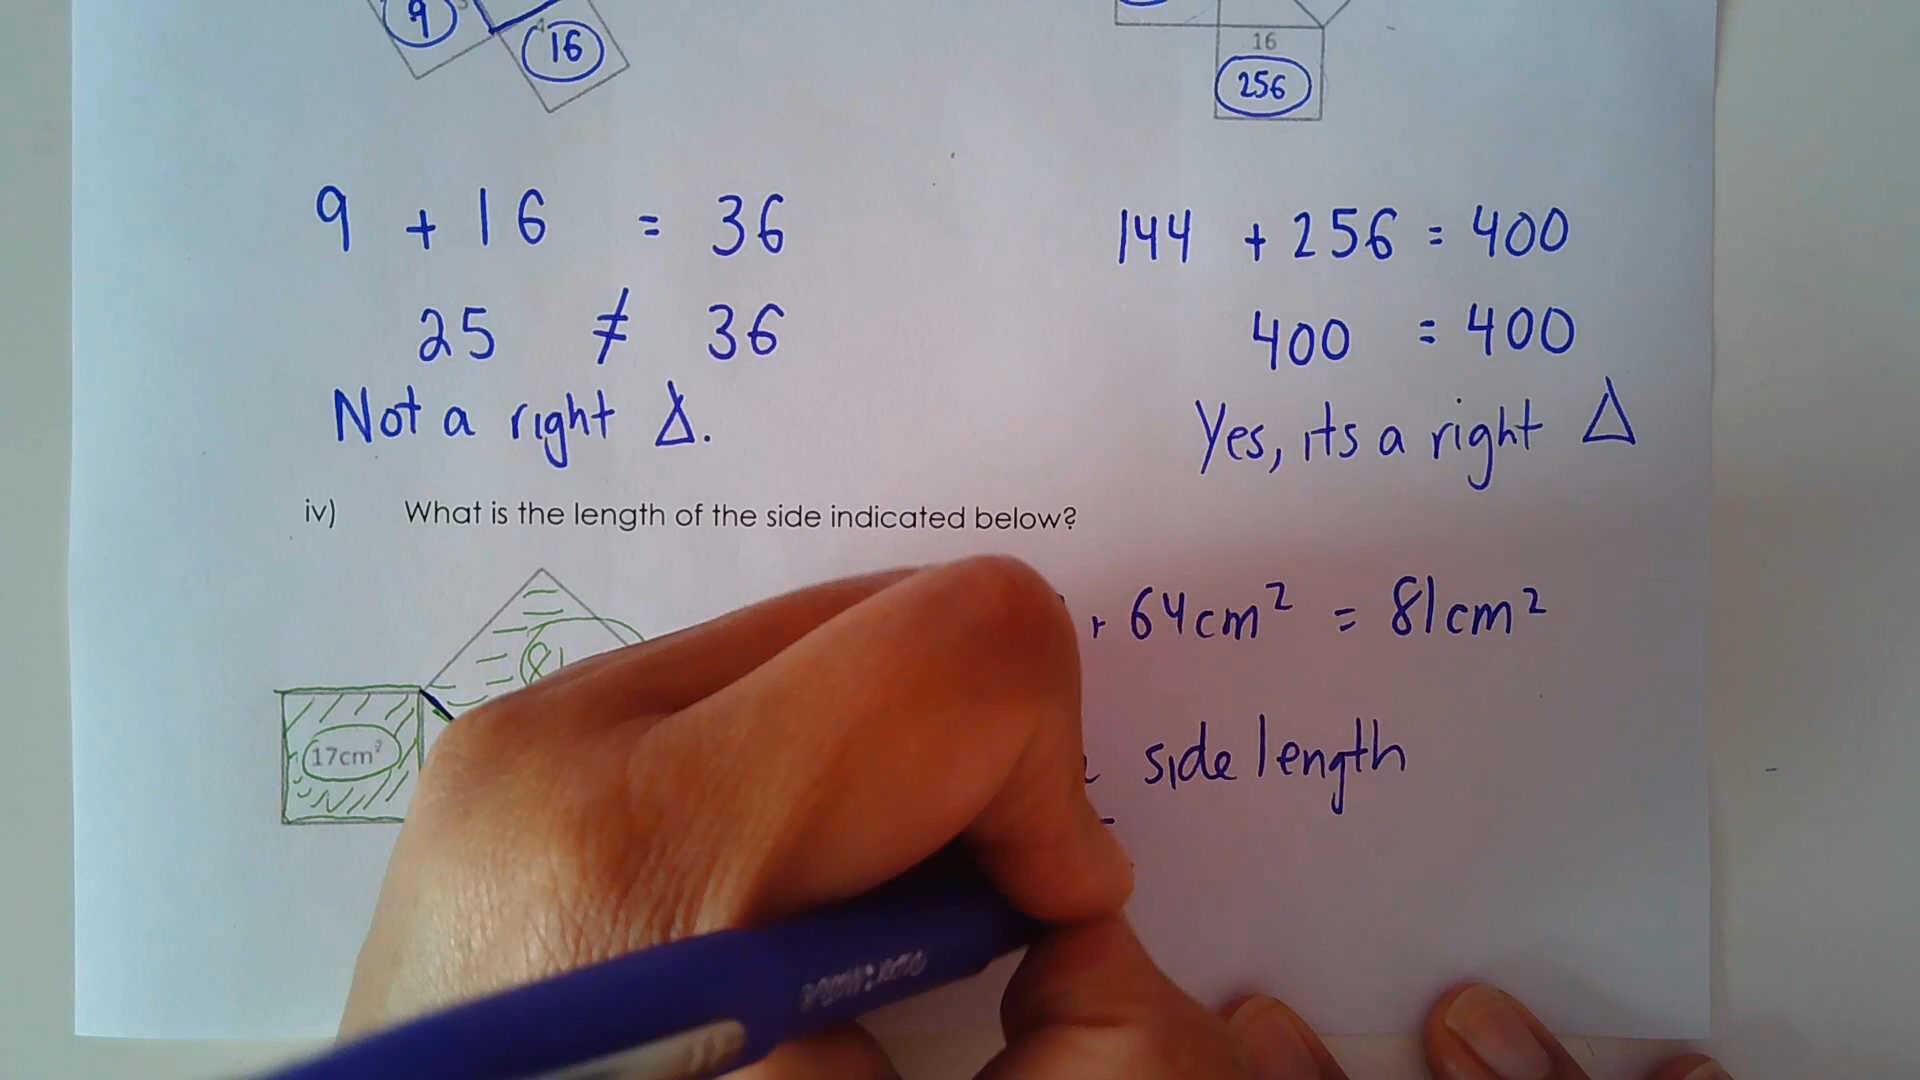 9
16
16
256
9 + 16 = 36
25 ≠ 36
Not a right Δ.
144 + 256 = 400
400 = 400
Yes, its a right Δ
iv) What is the length of the side indicated below?
81
17cm²
64cm² = 81cm²
side length